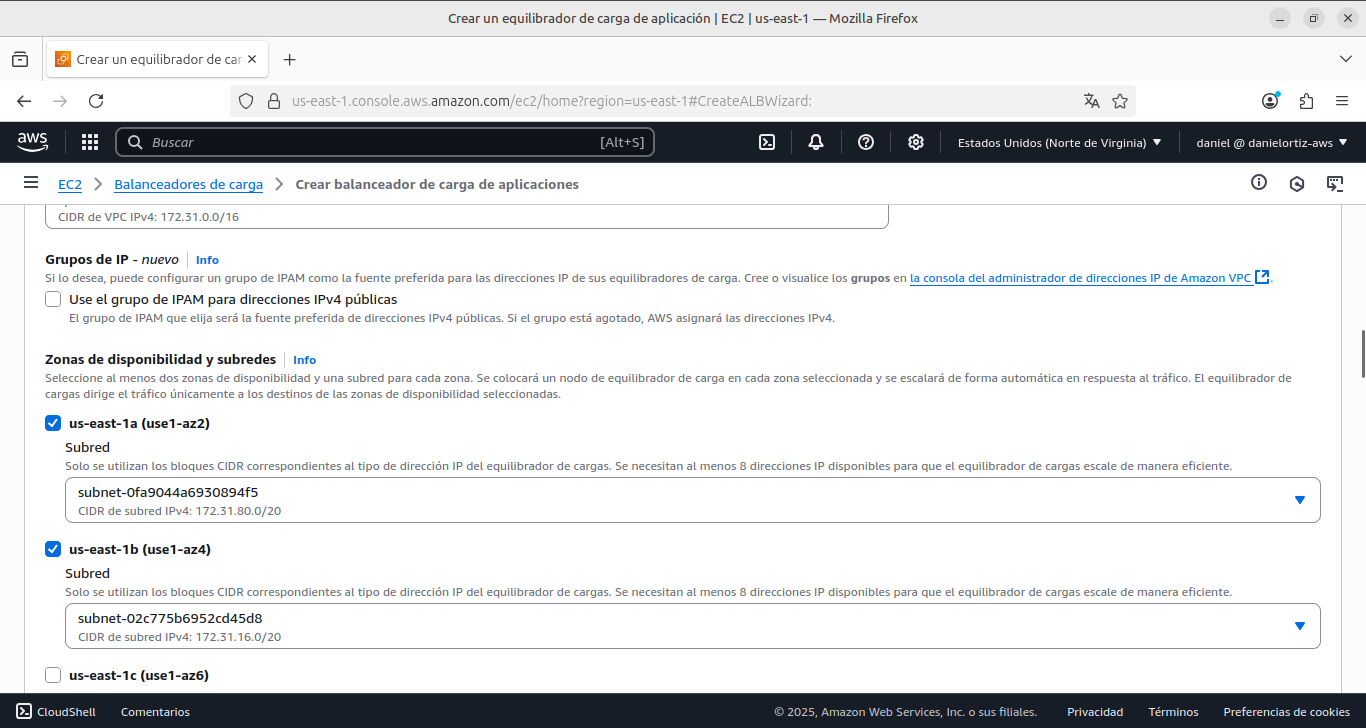 Crear un equilibrador de carga de aplicación | EC2 | us-east-1 — Mozilla Firefox
Crear un equilibrador de car
us-east-1.console.aws.amazon.com/ec2/home?region=us-east-1#CreateALBWizard:
aws
Buscar
[Alt+S]
Estados Unidos (Norte de Virginia)
daniel @ danielortiz-aws
EC2
Balanceadores de carga
Crear balanceador de carga de aplicaciones
CIDR de VPC IPv4: 172.31.0.0/16
Grupos de IP - nuevo
Info
Si lo desea, puede configurar un grupo de IPAM como la fuente preferida para las direcciones IP de sus equilibradores de carga. Cree o visualice los grupos en la consola del administrador de direcciones IP de Amazon VPC.
Use el grupo de IPAM para direcciones IPv4 públicas
El grupo de IPAM que elija será la fuente preferida de direcciones IPv4 públicas. Si el grupo está agotado, AWS asignará las direcciones IPv4.
Zonas de disponibilidad y subredes
Info
Seleccione al menos dos zonas de disponibilidad y una subred para cada zona. Se colocará un nodo de equilibrador de carga en cada zona seleccionada y se escalará de forma automática en respuesta al tráfico. El equilibrador de
cargas dirige el tráfico únicamente a los destinos de las zonas de disponibilidad seleccionadas.
us-east-1a (use1-az2)
Subred
Solo se utilizan los bloques CIDR correspondientes al tipo de dirección IP del equilibrador de cargas. Se necesitan al menos 8 direcciones IP disponibles para que el equilibrador de cargas escale de manera eficiente.
subnet-0fa9044a6930894f5
CIDR de subred IPv4: 172.31.80.0/20
us-east-1b (use1-az4)
Subred
Solo se utilizan los bloques CIDR correspondientes al tipo de dirección IP del equilibrador de cargas. Se necesitan al menos 8 direcciones IP disponibles para que el equilibrador de cargas escale de manera eficiente.
subnet-02c775b6952cd45d8
CIDR de subred IPv4: 172.31.16.0/20
us-east-1c (use1-az6)
CloudShell
Comentarios
© 2025, Amazon Web Services, Inc. o sus filiales.
Privacidad
Términos
Preferencias de cookies